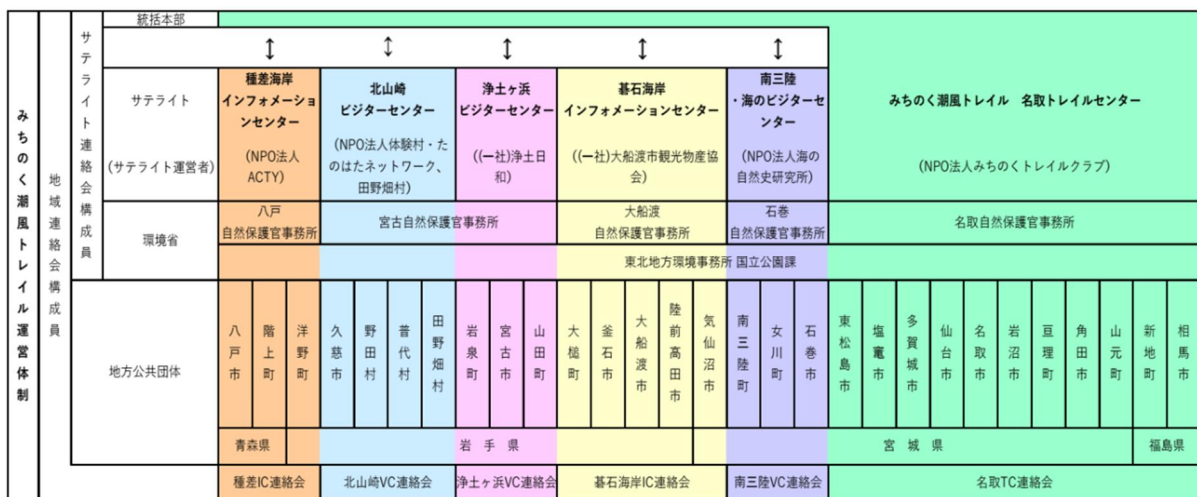 みちのく潮風トレイル運営体制
地域連絡会構成員
サテライト連絡会構成員
統括本部
↕ ↕ ↕ ↕ ↕
サテライト
(サテライト運営者)
種差海岸
インフォメーショ
ンセンター
(NPO法人
ACTY)
北山崎
ビジターセンター
(NPO法人体験村・た
のはたネットワーク、
田野畑村)
浄土ヶ浜
ビジターセンター
((一社)浄土日
和)
碁石海岸
インフォメーションセンター
((一社)大船渡市観光物産協
会)
南三陸
・海のビジターセ
ンター
(NPO法人海の
自然史研究所)
みちのく潮風トレイル 名取トレイルセンター
(NPO法人みちのくトレイルクラブ)
環境省
八戸
自然保護官事務所
宮古自然保護官事務所
大船渡
自然保護官事務所
石巻
自然保護官事務所
名取自然保護官事務所
東北地方環境事務所 国立公園課
地方公共団体
八戸市
階上町
洋野町
久慈市
野田村
普代村
田野畑村
岩泉町
宮古市
山田町
大槌町
釜石市
大船渡市
陸前高田市
気仙沼市
南三陸町
女川町
石巻市
東松島市
塩竃市
多賀城市
仙台市
名取市
岩沼市
亘理町
角田市
山元町
新地町
相馬市
青森県
岩 手 県
宮 城 県
福島県
種差IC連絡会
北山崎VC連絡会
浄土ヶ浜VC連絡会
碁石海岸IC連絡会
南三陸VC連絡会
名取TC連絡会